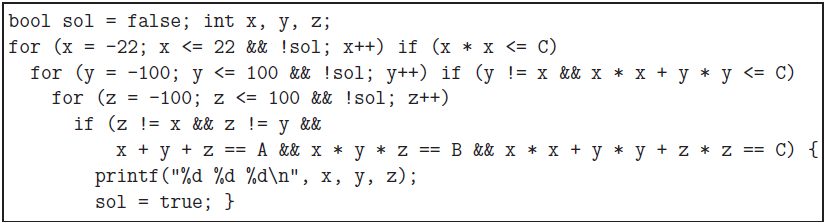 bool sol = false; int x, y, z;
for (x = -22; x <= 22 && !sol; x++) if (x * x <= C)
for (y = -100; y <= 100 && !sol; y++) if (y != x && x * x + y * y <= C)
for (z = -100; z <= 100 && !sol; z++)
if (z != x && z != y &&
x + y + z == A && x * y * z == B && x * x + y * y + z * z == C) {
printf("%d %d %d\n", x, y, z);
sol = true; }